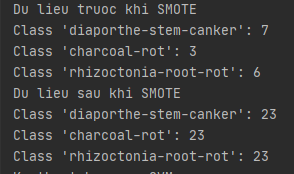 Du lieu truoc khi SMOTE
Class 'diaporthe-stem-canker': 7
Class 'charcoal-rot': 3
Class 'rhizoctonia-root-rot': 6
Du lieu sau khi SMOTE
Class 'diaporthe-stem-canker': 23
Class 'charcoal-rot': 23
Class 'rhizoctonia-root-rot': 23